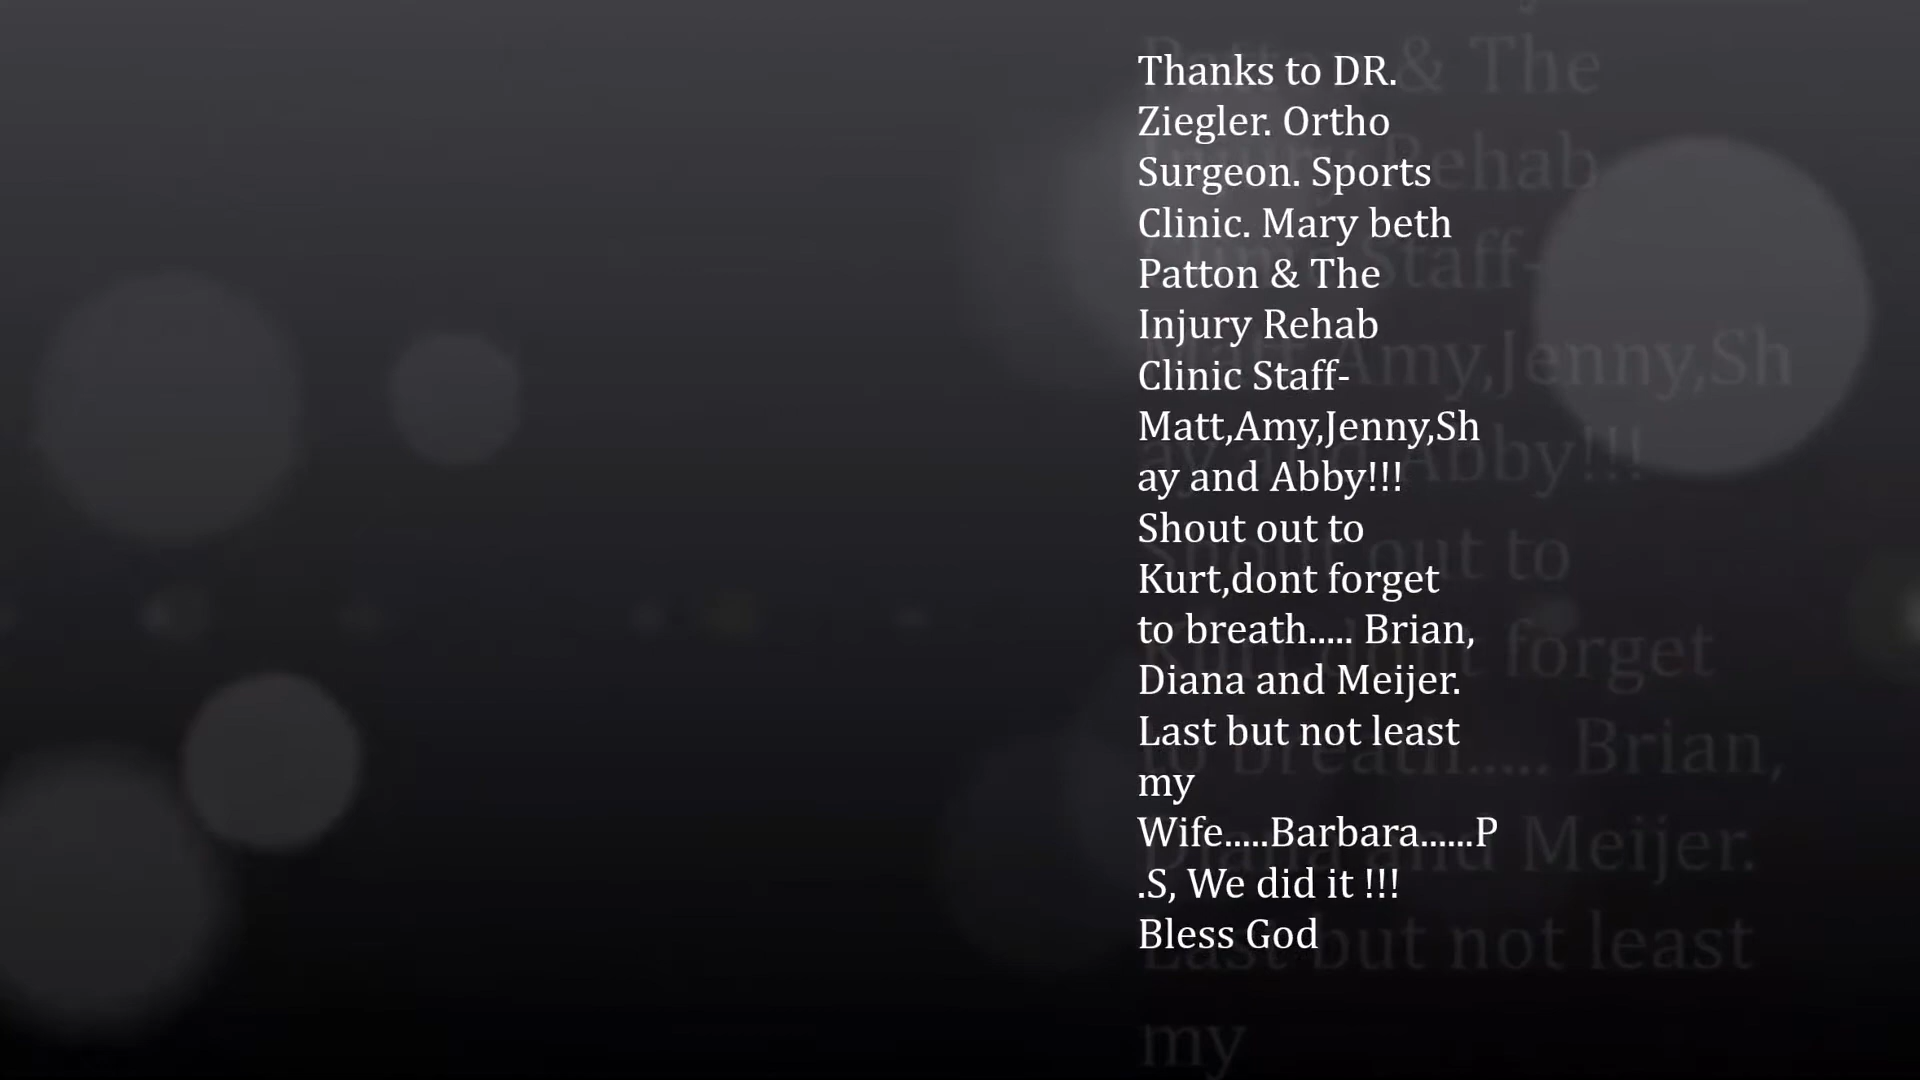 Thanks to DR.
Ziegler. Ortho
Surgeon. Sports
Clinic. Mary beth
Patton & The
Injury Rehab
Clinic Staff-
Matt,Amy,Jenny,Sh
ay and Abby!!!
Shout out to
Kurt,dont forget
to breath..... Brian,
Diana and Meijer.
Last but not least
my
Wife.....Barbara......P
.S, We did it !!!
Bless God